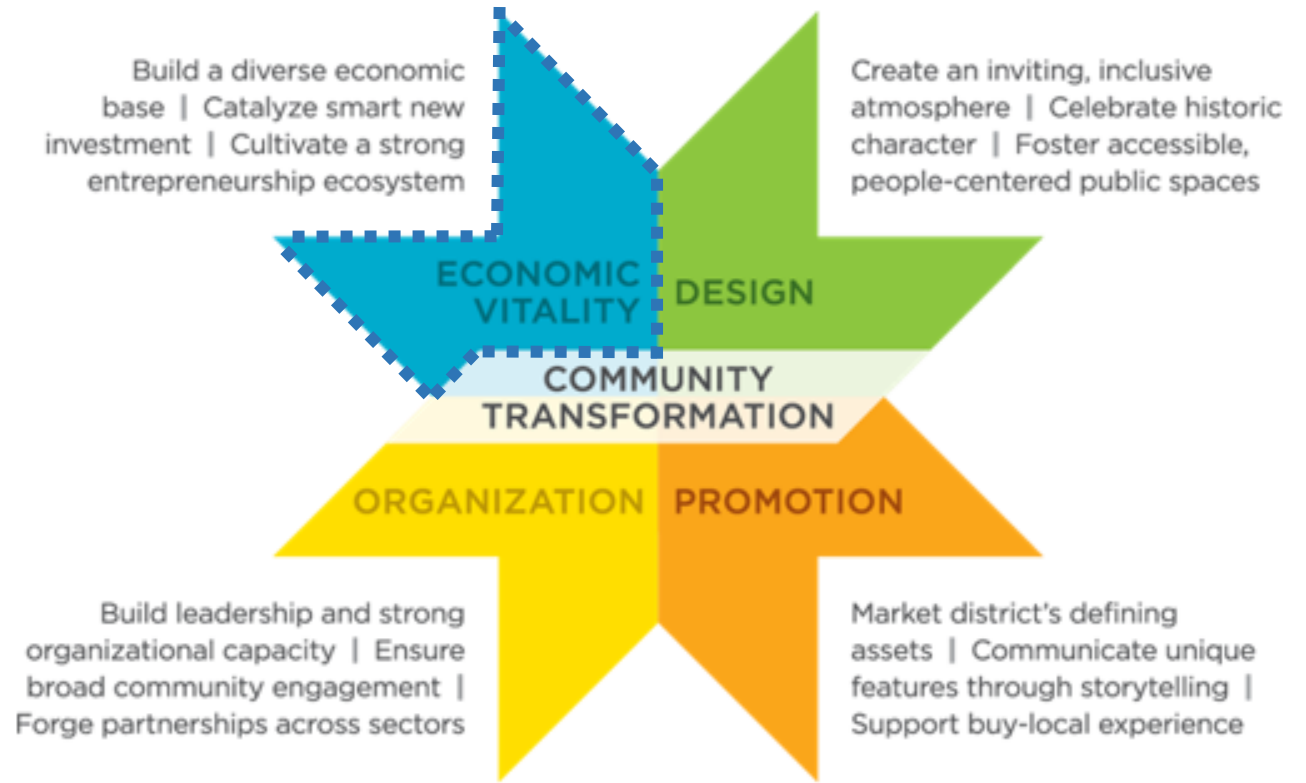 Build a diverse economic
base | Catalyze smart new
investment | Cultivate a strong
entrepreneurship ecosystem
Create an inviting, inclusive
atmosphere | Celebrate historic
character | Foster accessible,
people-centered public spaces
ECONOMIC
VITALITY
DESIGN
COMMUNITY
TRANSFORMATION
ORGANIZATION
PROMOTION
Build leadership and strong
organizational capacity | Ensure
broad community engagement |
Forge partnerships across sectors
Market district's defining
assets | Communicate unique
features through storytelling |
Support buy-local experience